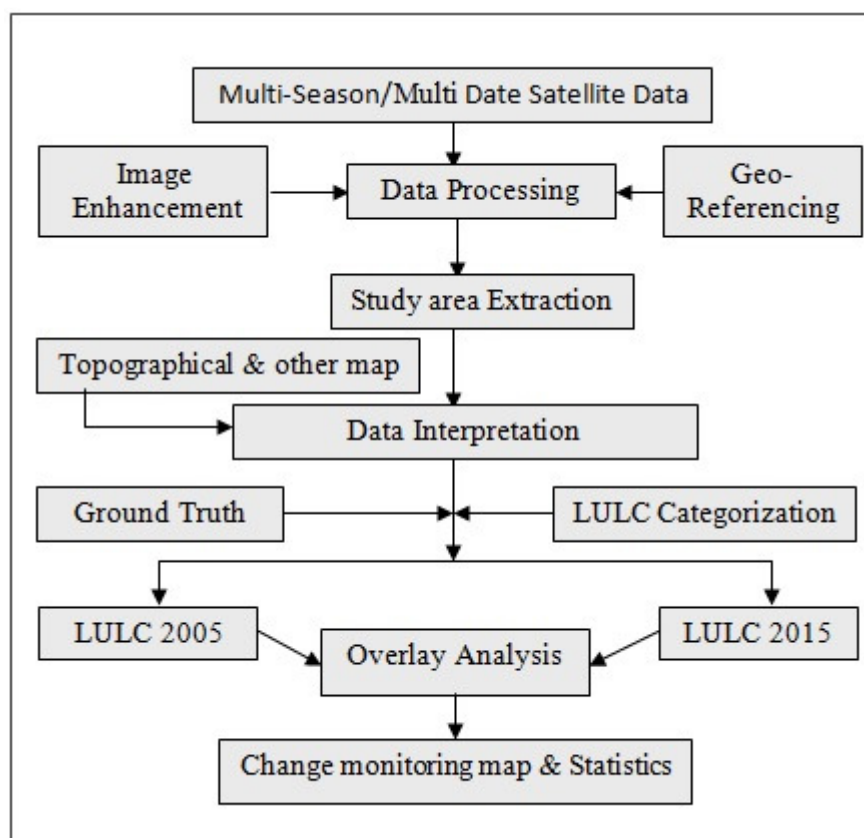 Multi-Season/Multi Date Satellite Data
Image
Enhancement
Data Processing
Geo-
Referencing
Study area Extraction
Topographical & other map
Data Interpretation
Ground Truth
LULC Categorization
LULC 2005
LULC 2015
Overlay Analysis
Change monitoring map & Statistics